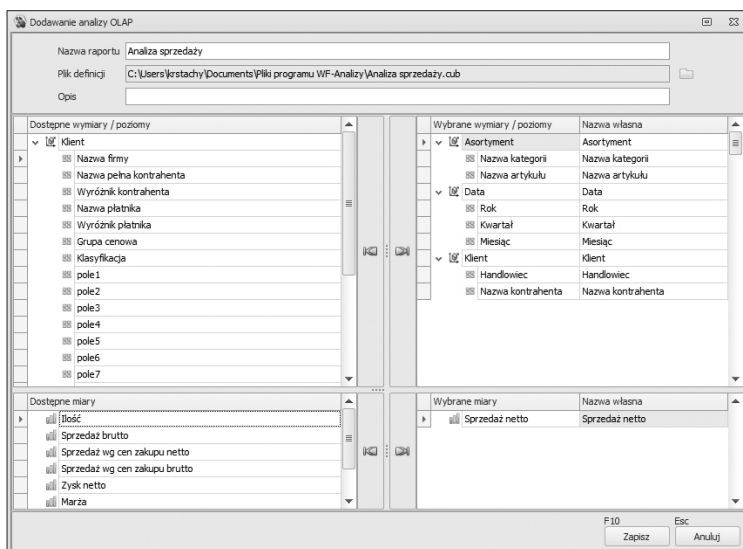 Dodawanie analizy OLAP
Nazwa raportu Analiza sprzedaży
Plik definicji C:\Users\krstachy\Documents\Pliki programu WF-Analizy\Analiza sprzedaży.cub
Opis
Dostępne wymiary / poziomy
Klient
Nazwa firmy
Nazwa pełna kontrahenta
Wyróżnik kontrahenta
Nazwa płatnika
Wyróżnik płatnika
Grupa cenowa
Klasyfikacja
pole1
pole2
pole3
pole4
pole5
pole6
pole7
Wybrane wymiary / poziomy Nazwa własna
Asortyment Asortyment
Nazwa kategorii Nazwa kategorii
Nazwa artykułu Nazwa artykułu
Data Data
Rok Rok
Kwartał Kwartał
Miesiąc Miesiąc
Klient Klient
Handlowiec Handlowiec
Nazwa kontrahenta Nazwa kontrahenta
Dostępne miary
Ilość
Sprzedaż brutto
Sprzedaż wg cen zakupu netto
Sprzedaż wg cen zakupu brutto
Zysk netto
Marża
Wybrane miary Nazwa własna
Sprzedaż netto Sprzedaż netto
F10 Esc
Zapisz Anuluj